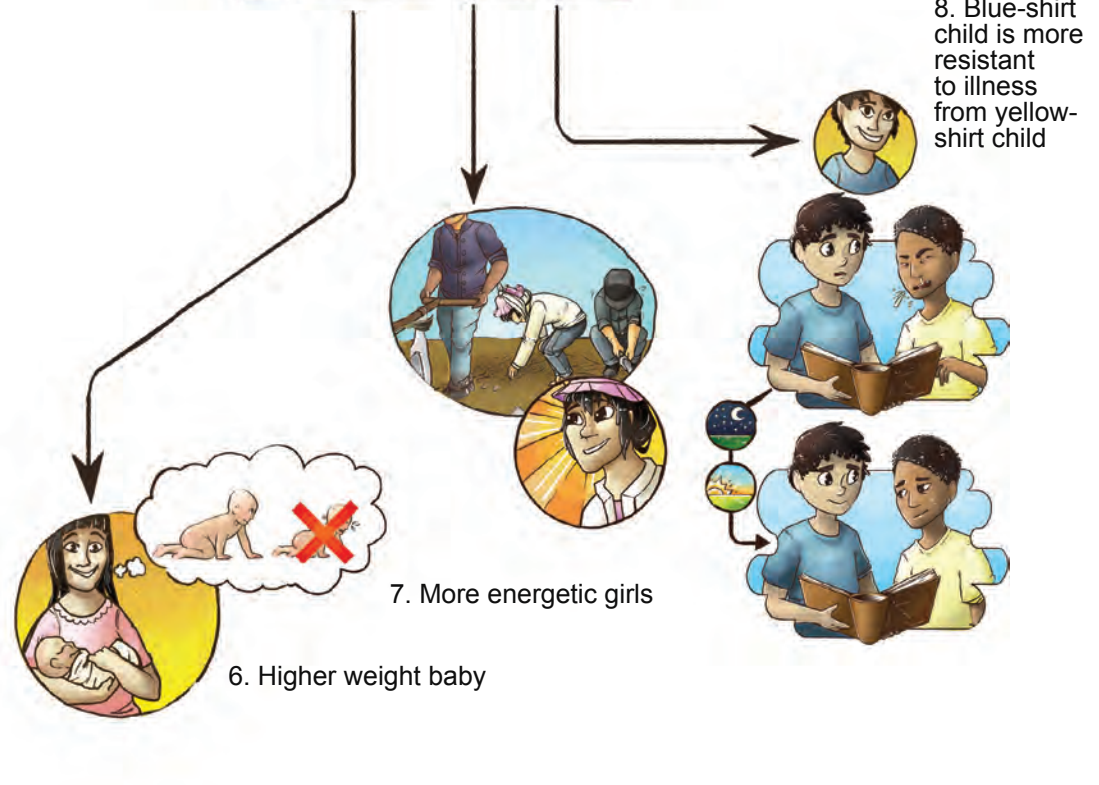 8. Blue-shirt
child is more
resistant
to illness
from yellow-
shirt child
7. More energetic girls
6. Higher weight baby